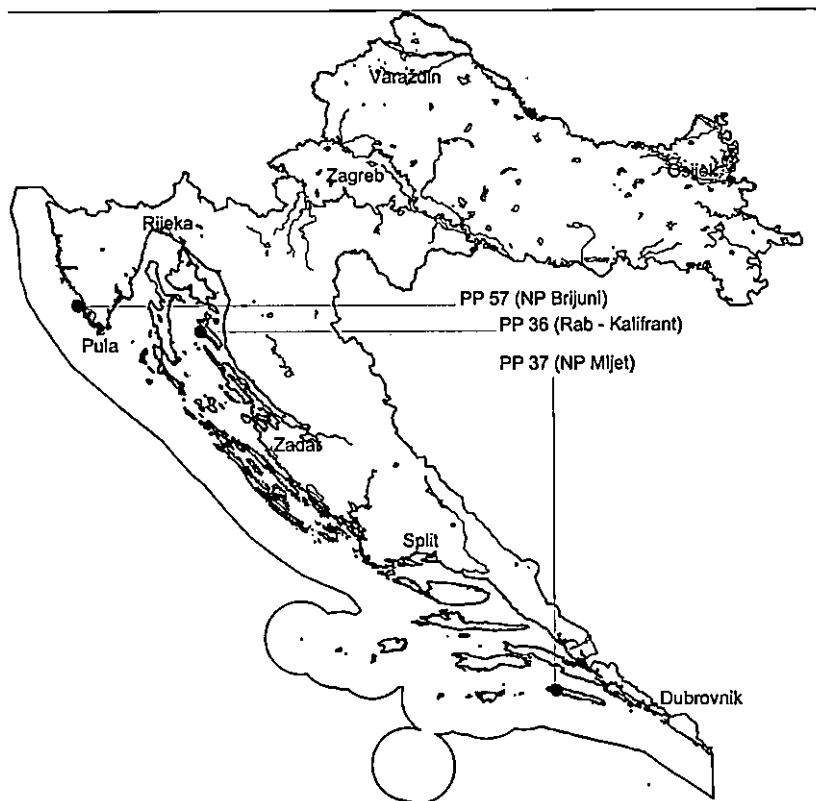 Varaždin
Zagreb
Osijek
Rijeka
PP 57 (NP Brijuni)
PP 36 (Rab - Kalifrant)
Pula
PP 37 (NP Mljet)
Zadar
Split
Dubrovnik